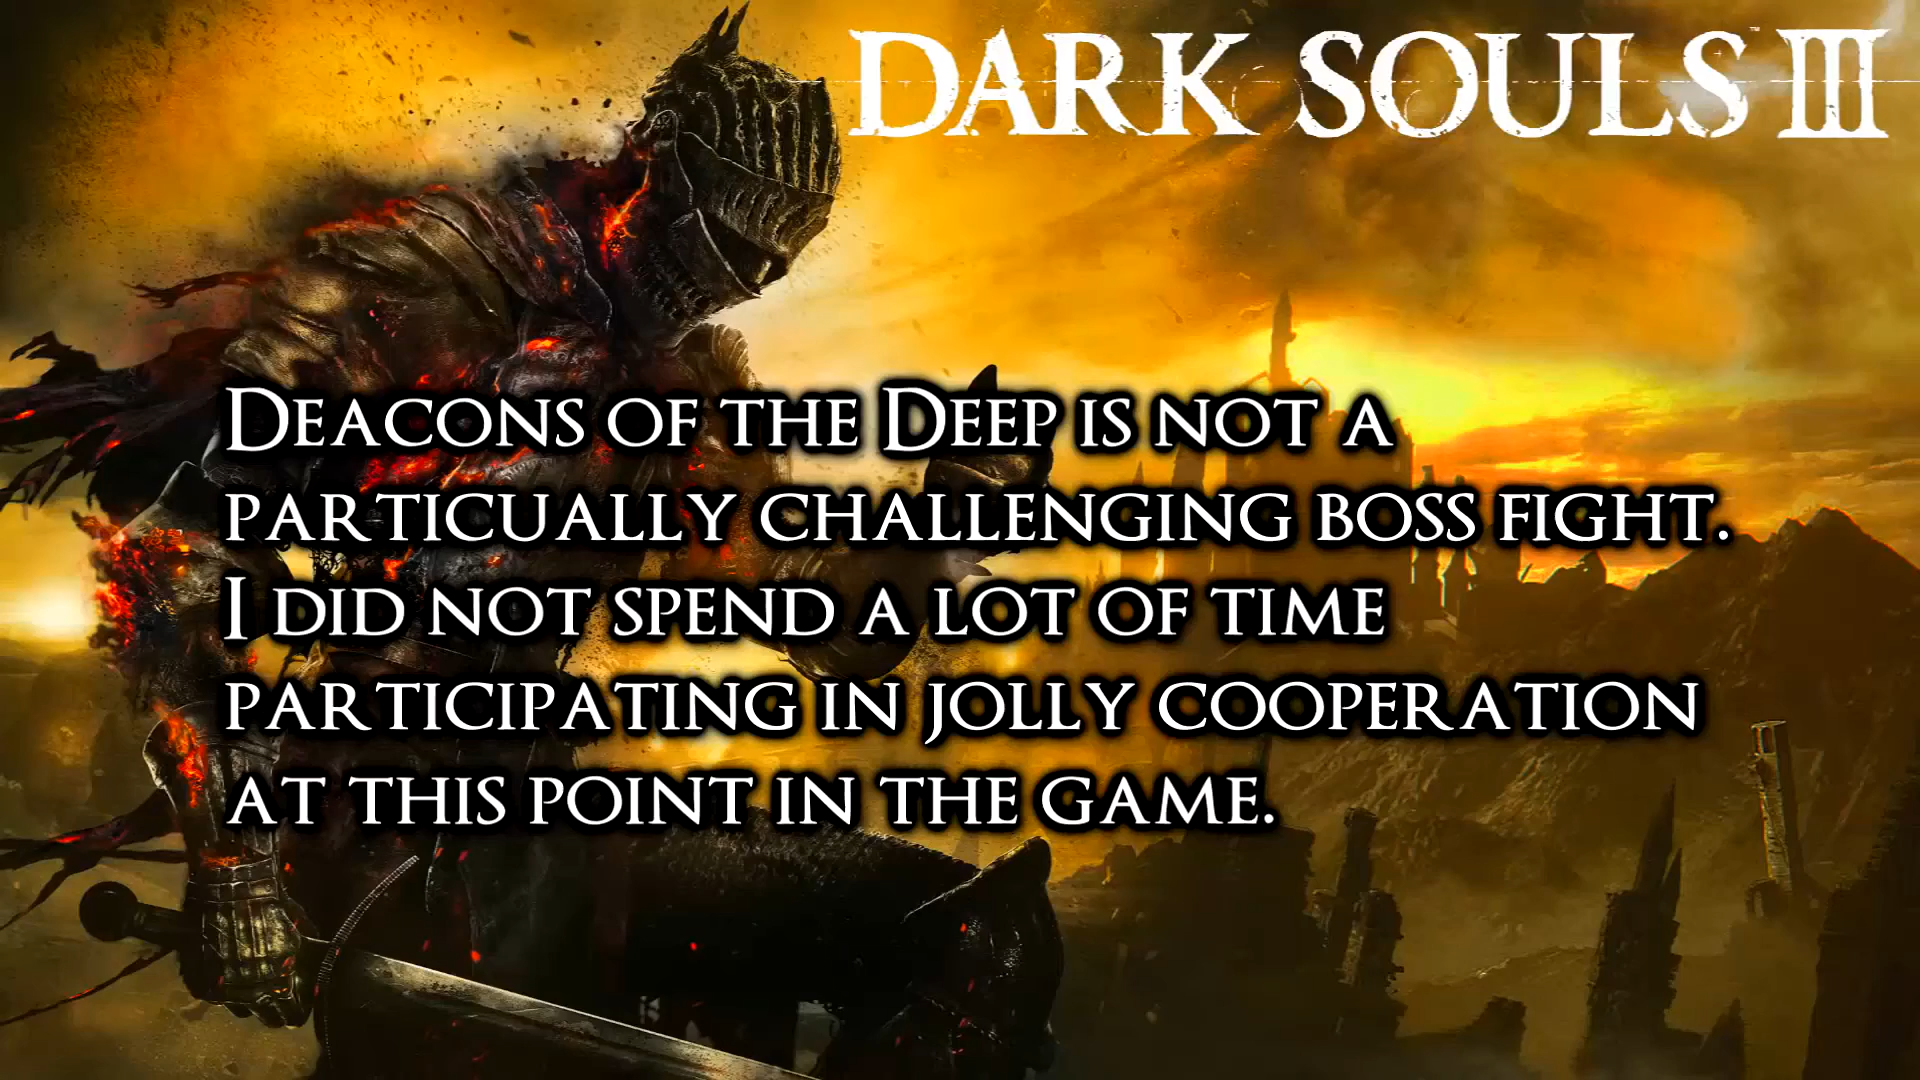 DARK SOULS III
DEACONS OF THE DEEP IS NOT A
PARTICUALLY CHALLENGING BOSS FIGHT.
I DID NOT SPEND A LOT OF TIME
PARTICIPATING IN JOLLY COOPERATION
AT THIS POINT IN THE GAME.